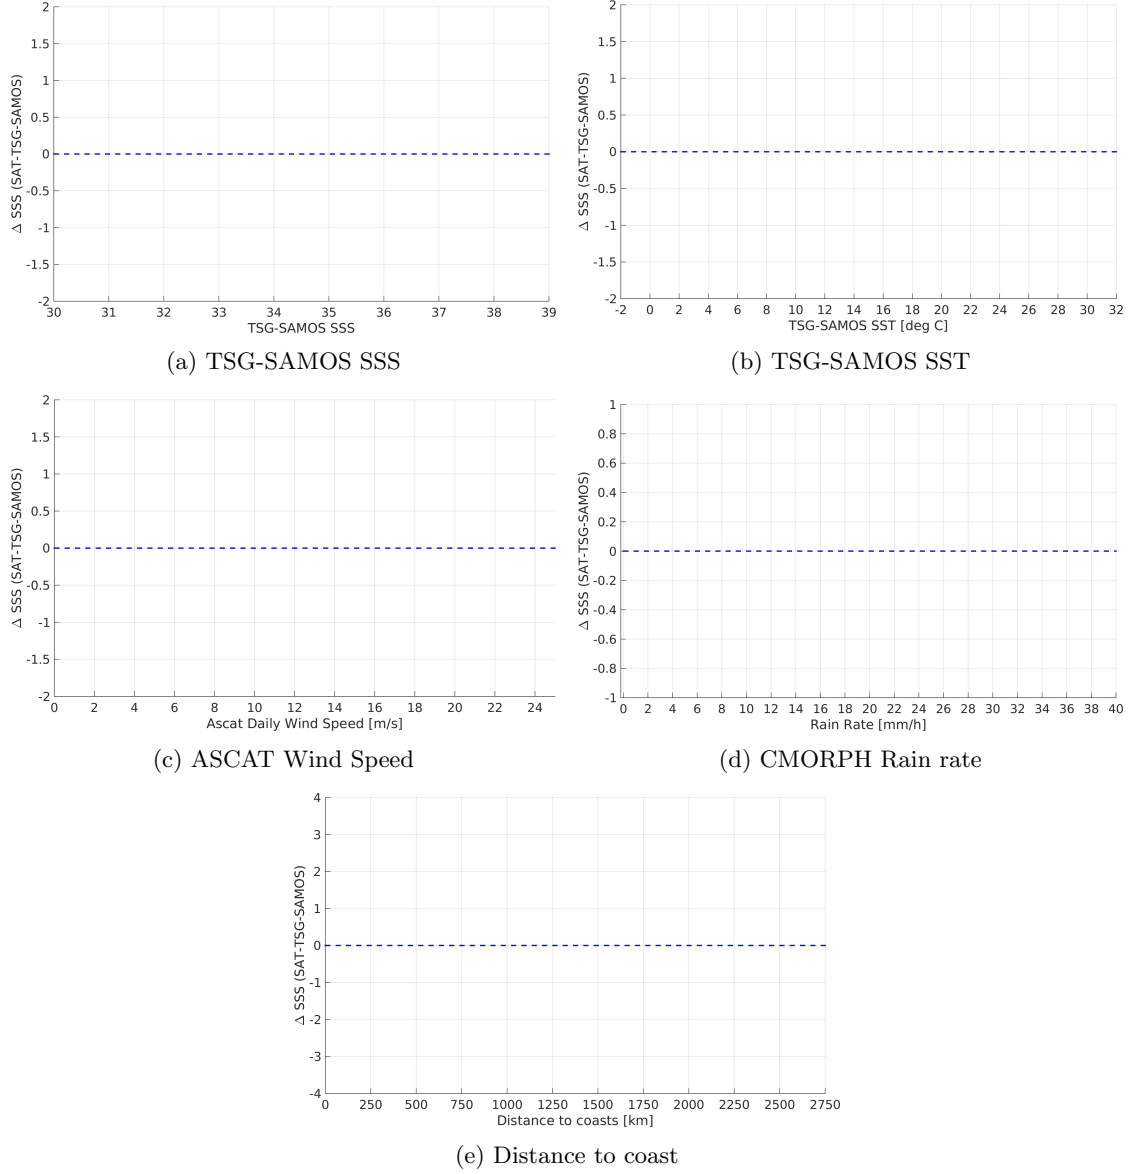 2
1.5
1
0.5
0
-0.5
-1
-1.5
-2
Δ SSS (SAT-TSG-SAMOS)
30 31 32 33 34 35 36 37 38 39
TSG-SAMOS SSS
(a) TSG-SAMOS SSS
2
1.5
1
0.5
0
-0.5
-1
-1.5
-2
Δ SSS (SAT-TSG-SAMOS)
-2 0 2 4 6 8 10 12 14 16 18 20 22 24 26 28 30 32
TSG-SAMOS SST [deg C]
(b) TSG-SAMOS SST
2
1.5
1
0.5
0
-0.5
-1
-1.5
-2
Δ SSS (SAT-TSG-SAMOS)
0 2 4 6 8 10 12 14 16 18 20 22 24
Ascat Daily Wind Speed [m/s]
(c) ASCAT Wind Speed
1
0.8
0.6
0.4
0.2
0
-0.2
-0.4
-0.6
-0.8
-1
Δ SSS (SAT-TSG-SAMOS)
0 2 4 6 8 10 12 14 16 18 20 22 24 26 28 30 32 34 36 38 40
Rain Rate [mm/h]
(d) CMORPH Rain rate
4
3
2
1
0
-1
-2
-3
-4
Δ SSS (SAT-TSG-SAMOS)
0 250 500 750 1000 1250 1500 1750 2000 2250 2500 2750
Distance to coasts [km]
(e) Distance to coast